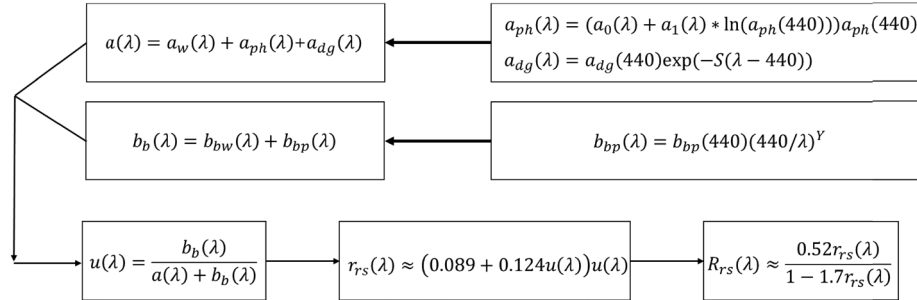 a(λ) = a_w(λ) + a_ph(λ)+a_dg(λ)
a_ph(λ) = (a_0(λ) + a_1(λ) * ln(a_ph(440)))a_ph(440)
a_dg(λ) = a_dg(440)exp(−S(λ − 440))
b_b(λ) = b_bw(λ) + b_bp(λ)
b_bp(λ) = b_bp(440)(440/λ)^Y
u(λ) = b_b(λ) / (a(λ) + b_b(λ))
r_rs(λ) ≈ (0.089 + 0.124u(λ))u(λ)
R_rs(λ) ≈ 0.52r_rs(λ) / (1 − 1.7r_rs(λ))